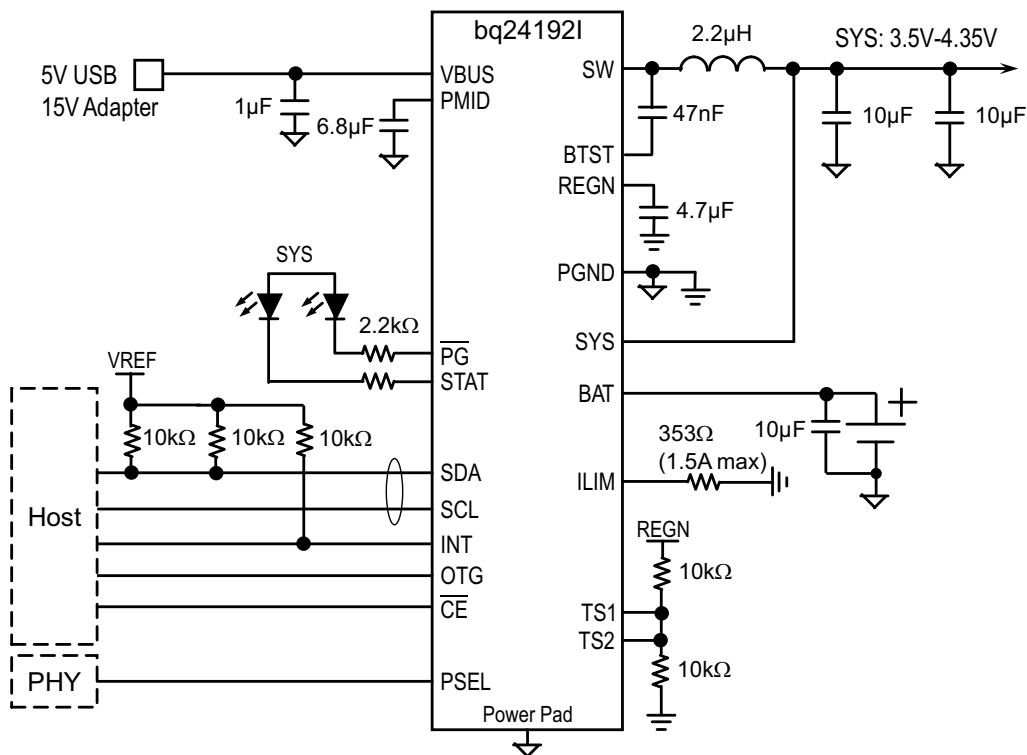 bq24192I
5V USB
15V Adapter
1µF
6.8µF
VBUS
PMID
SW
2.2µH
SYS: 3.5V-4.35V
47nF
10µF
10µF
BTST
REGN
4.7µF
PGND
SYS
SYS
2.2kΩ
PG
STAT
VREF
10kΩ
10kΩ
10kΩ
BAT
10µF
+
353Ω
(1.5A max)
ILIM
Host
SDA
SCL
INT
OTG
CE
REGN
10kΩ
TS1
TS2
10kΩ
PHY
PSEL
Power Pad